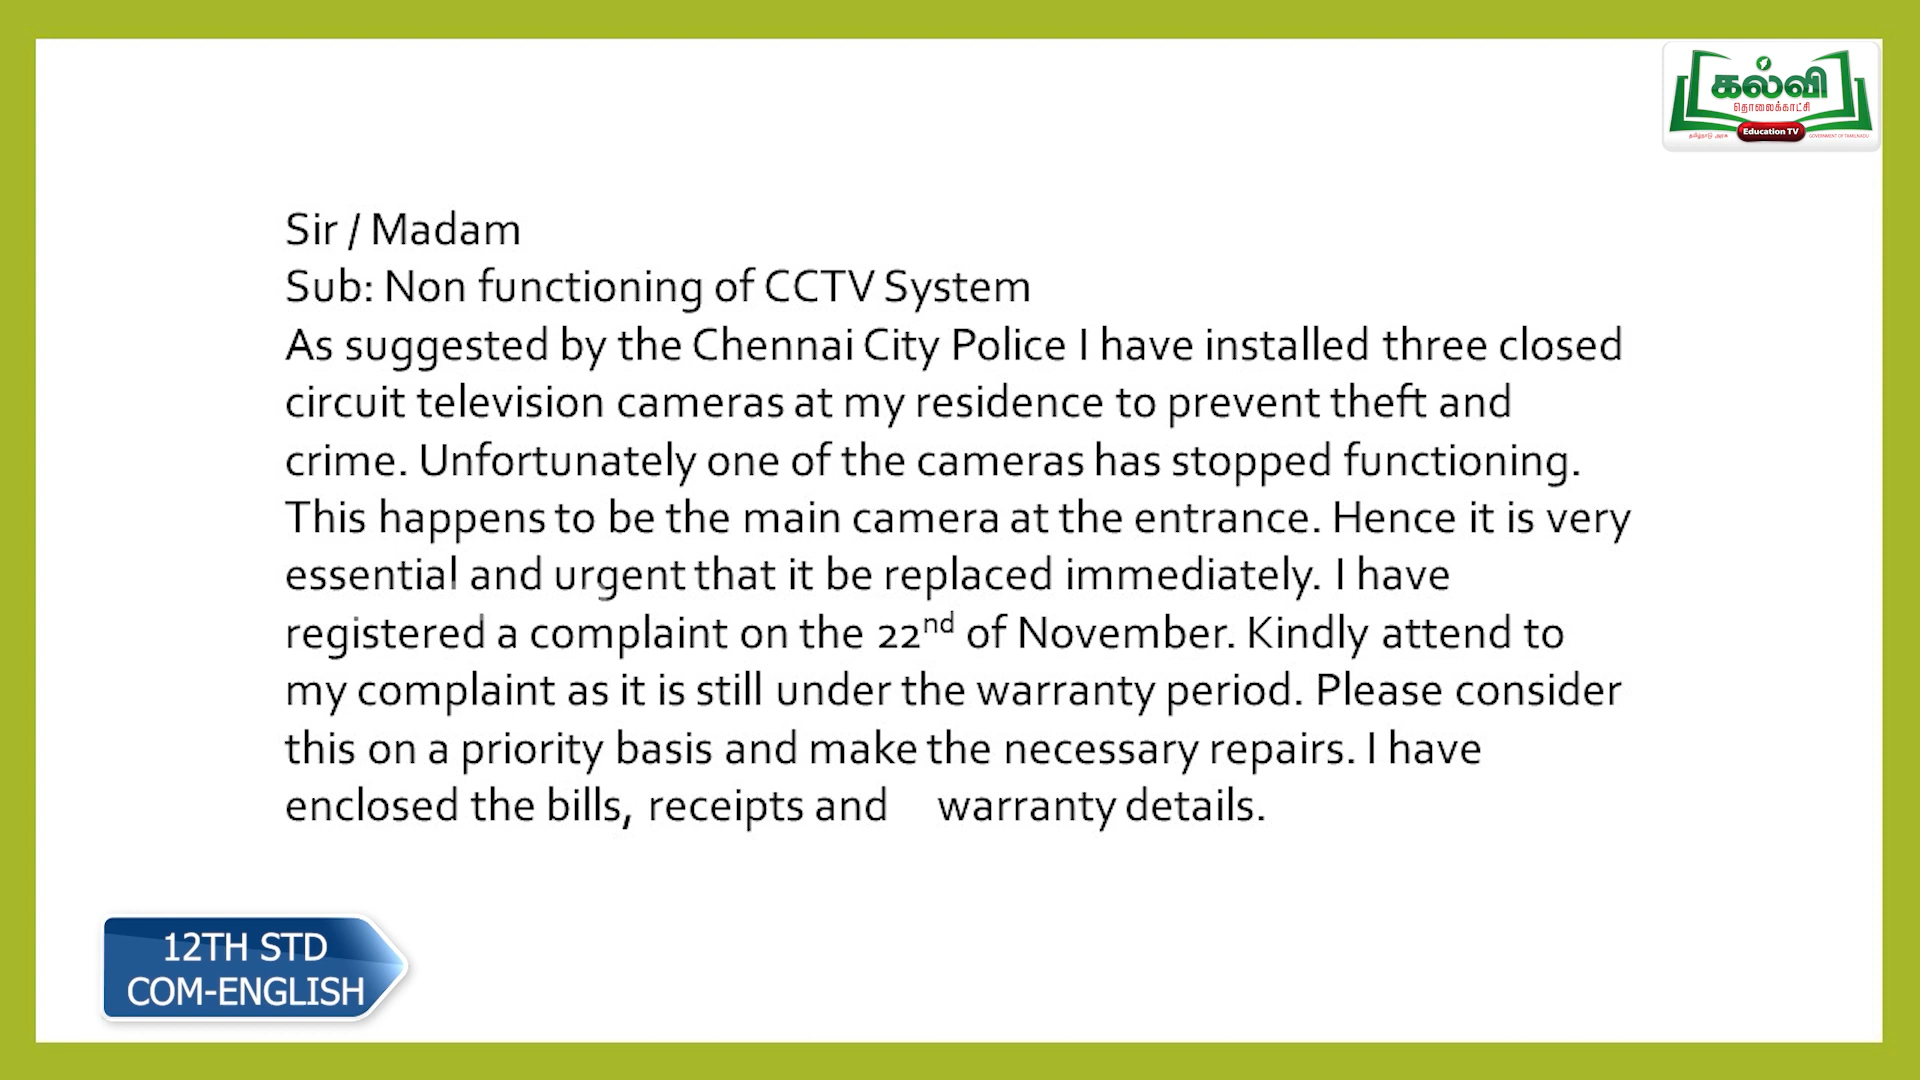 கல்வி
தொலைக்காட்சி
தமிழ்நாடு அரசு Education TV GOVERNMENT OF TAMILNADU
Sir / Madam
Sub: Non functioning of CCTV System
As suggested by the Chennai City Police I have installed three closed
circuit television cameras at my residence to prevent theft and
crime. Unfortunately one of the cameras has stopped functioning.
This happens to be the main camera at the entrance. Hence it is very
essential and urgent that it be replaced immediately. I have
registered a complaint on the 22nd of November. Kindly attend to
my complaint as it is still under the warranty period. Please consider
this on a priority basis and make the necessary repairs. I have
enclosed the bills, receipts and warranty details.
12TH STD
COM-ENGLISH